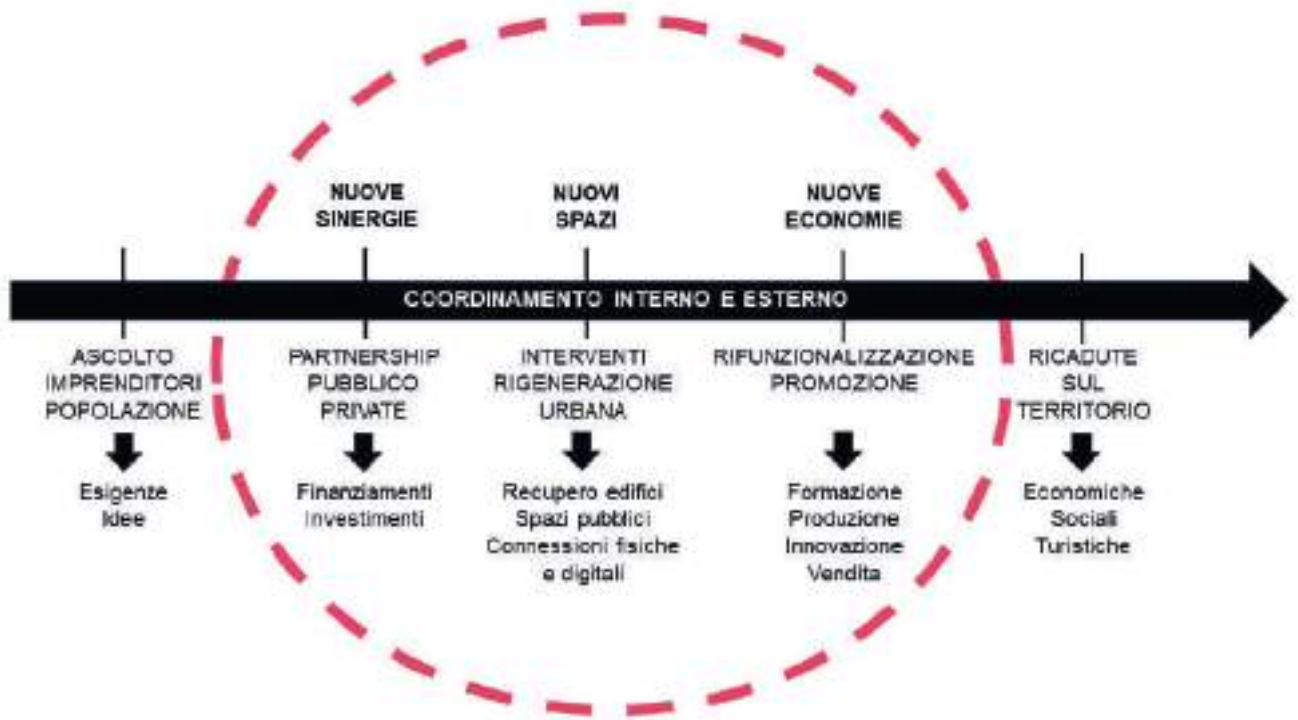 NUOVE
SINERGIE
NUOVI
SPAZI
NUOVE
ECONOMIE
COORDINAMENTO INTERNO E ESTERNO
ASCOLTO
IMPRENDITORI
POPOLAZIONE
Esigenze
Idee
PARTNERSHIP
PUBBLICO
PRIVATE
Finanziamenti
Investimenti
INTERVENTI
RIGENERAZIONE
URBANA
Recupero edifici
Spazi pubblici
Connessioni fisiche
e digitali
RIFUNZIONALIZZAZIONE
PROMOZIONE
Formazione
Produzione
Innovazione
Vendita
RICADUTE
SUL
TERRITORIO
Economiche
Sociali
Turistiche